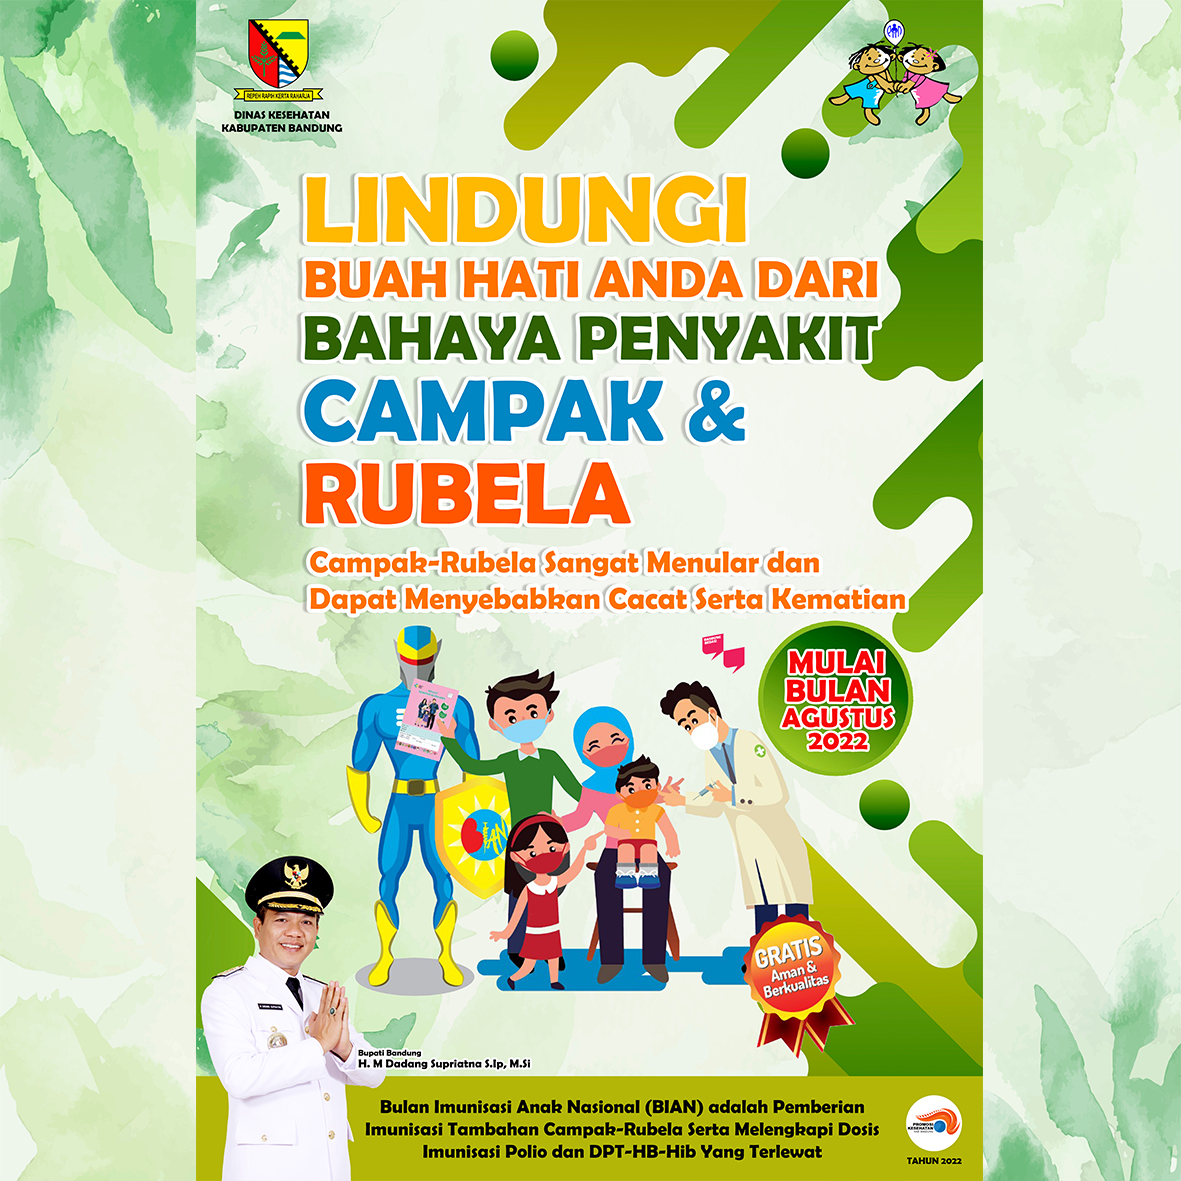 REPEH RAPIH KERTA RAHARJA
DINAS KESEHATAN
KABUPATEN BANDUNG
LINDUNGI
BUAH HATI ANDA DARI
BAHAYA PENYAKIT
CAMPAK &
RUBELA
Campak-Rubela Sangat Menular dan
Dapat Menyebabkan Cacat Serta Kematian
MULAI
BULAN
AGUSTUS
2022
GRATIS
Aman &
Berkualitas
Bupati Bandung
H. M Dadang Supriatna S.Ip, M.Si
Bulan Imunisasi Anak Nasional (BIAN) adalah Pemberian
Imunisasi Tambahan Campak-Rubela Serta Melengkapi Dosis
Imunisasi Polio dan DPT-HB-Hib Yang Terlewat
PROMOSI
KESEHATAN
TAHUN 2022